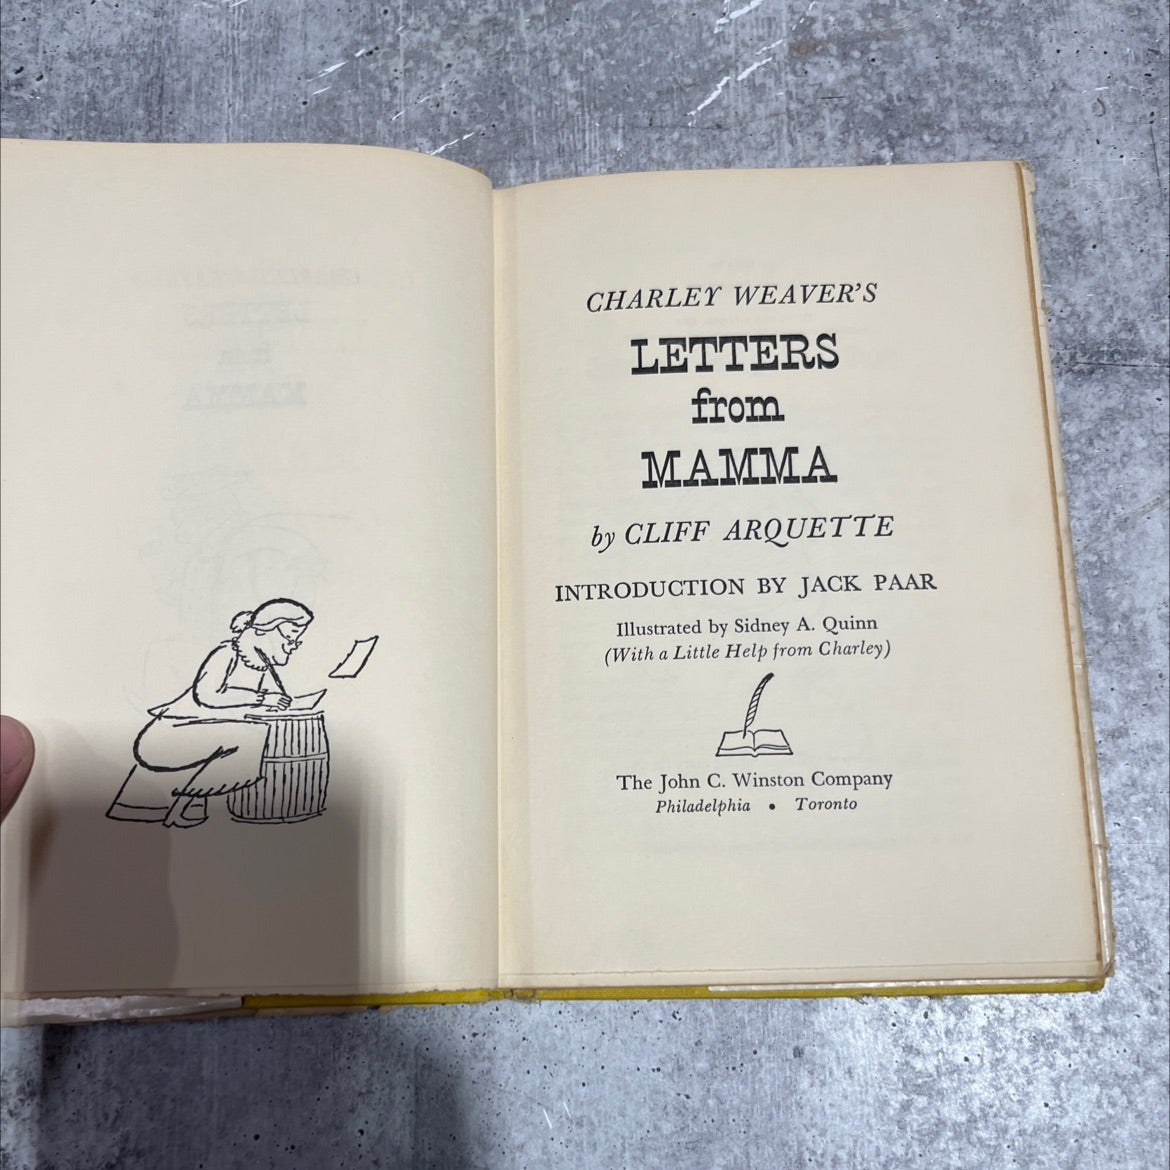 CHARLEY WEAVER'S
LETTERS
from
MAMMA
by CLIFF ARQUETTE
INTRODUCTION BY JACK PAAR
Illustrated by Sidney A. Quinn
(With a Little Help from Charley)
The John C. Winston Company
Philadelphia • Toronto